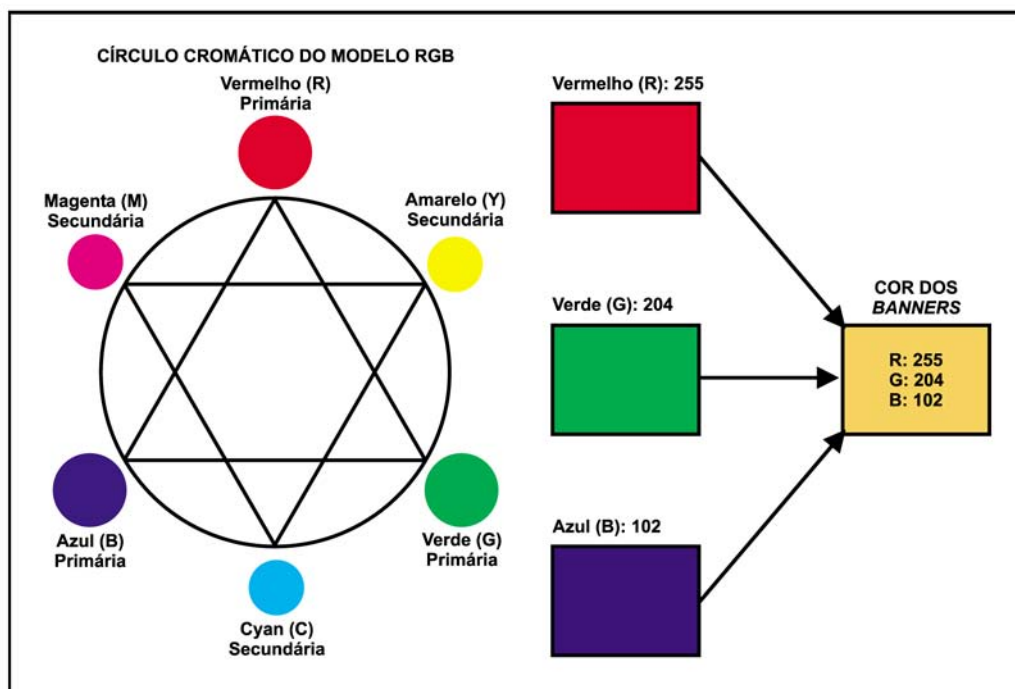 CÍRCULO CROMÁTICO DO MODELO RGB
Vermelho (R)
Primária
Magenta (M)
Secundária
Amarelo (Y)
Secundária
Azul (B)
Primária
Verde (G)
Primária
Cyan (C)
Secundária
Vermelho (R): 255
Verde (G): 204
Azul (B): 102
COR DOS
BANNERS
R: 255
G: 204
B: 102